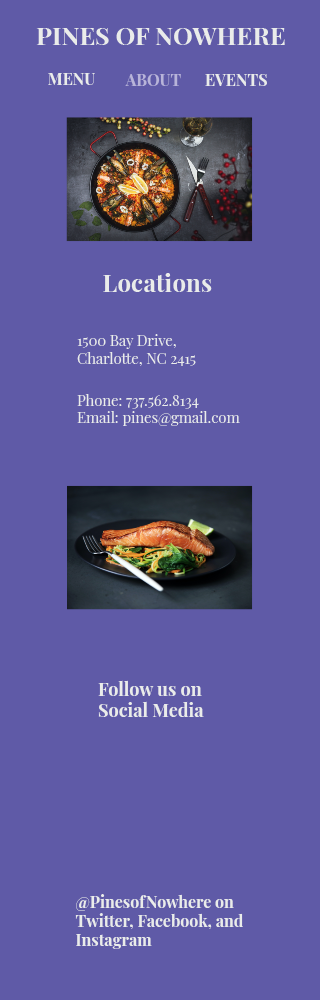 PINES OF NOWHERE
MENU ABOUT EVENTS
Locations
1500 Bay Drive,
Charlotte, NC 2415
Phone: 737.562.8134
Email: pines@gmail.com
Follow us on
Social Media
@PinesofNowhere on
Twitter, Facebook, and
Instagram